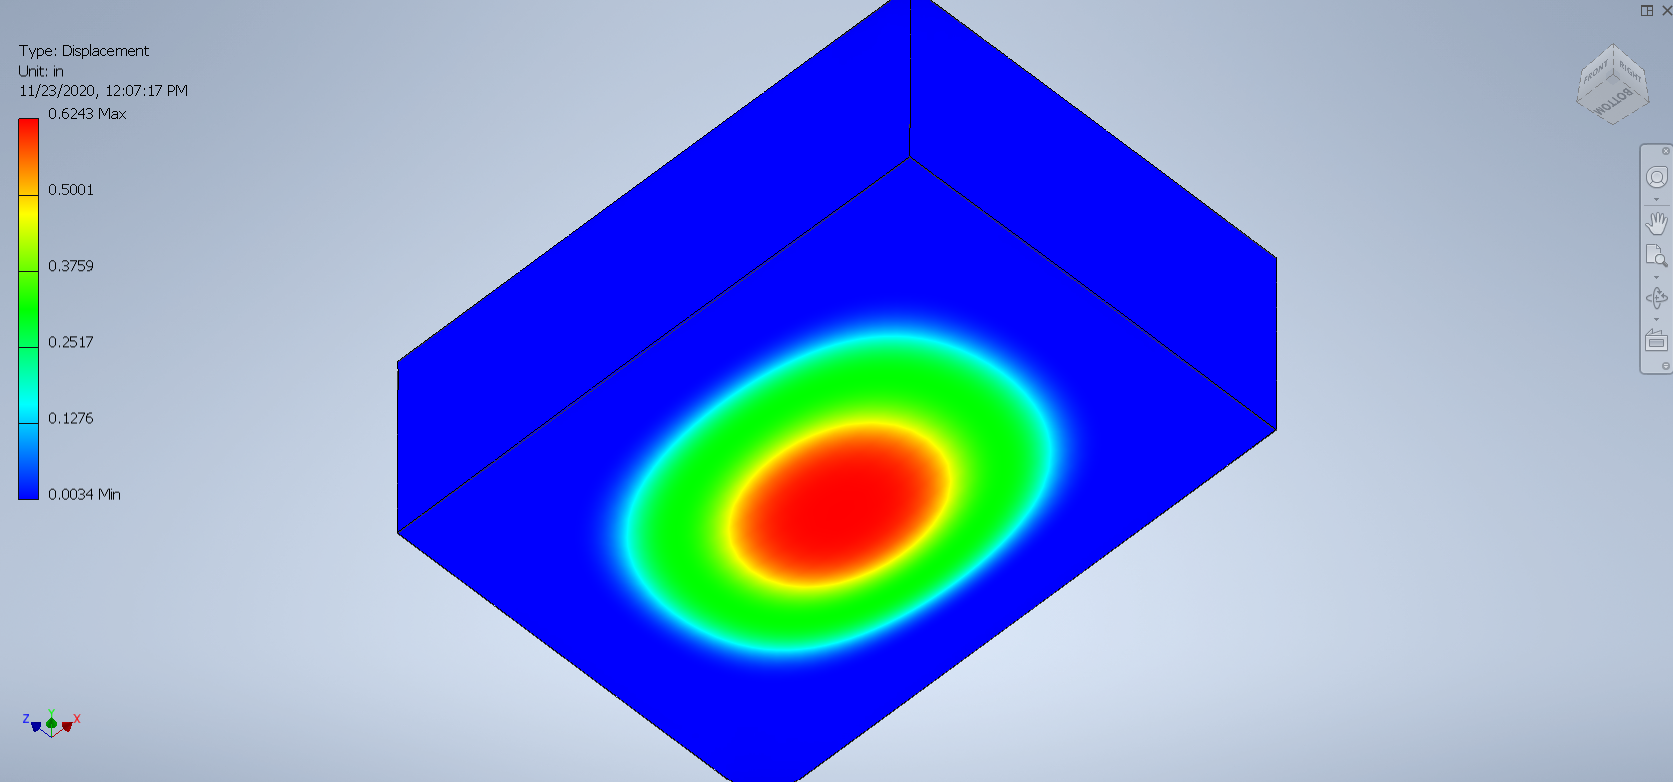 Type: Displacement
Unit: in
11/23/2020, 12:07:17 PM
0.6243 Max
0.5001
0.3759
0.2517
0.1276
0.0034 Min
FRONT
RIGHT
BOTTOM
Z
Y
X